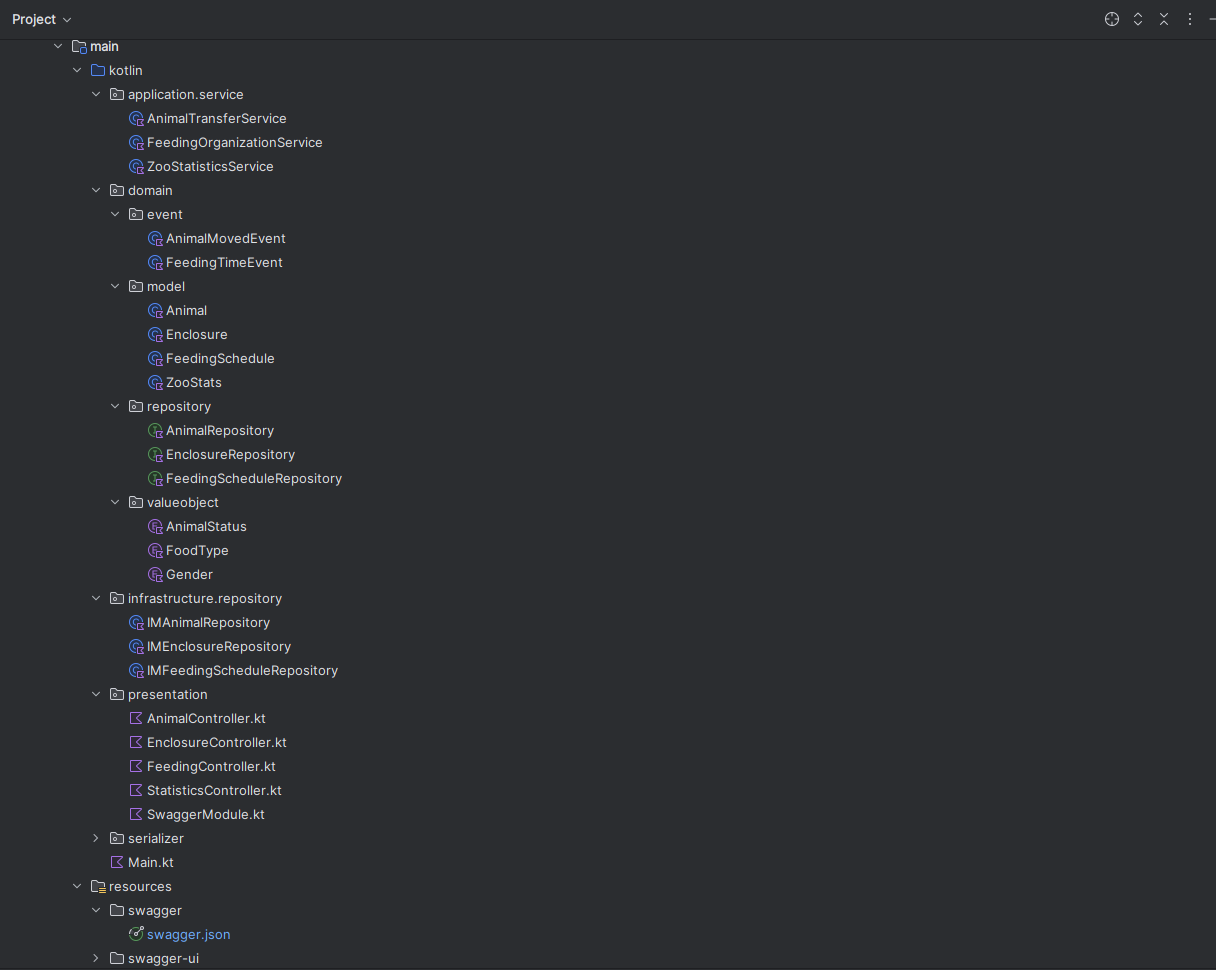 Project
main
kotlin
application.service
AnimalTransferService
FeedingOrganizationService
ZooStatisticsService
domain
event
AnimalMovedEvent
FeedingTimeEvent
model
Animal
Enclosure
FeedingSchedule
ZooStats
repository
AnimalRepository
EnclosureRepository
FeedingScheduleRepository
valueobject
AnimalStatus
FoodType
Gender
infrastructure.repository
IMAnimalRepository
IMEnclosureRepository
IMFeedingScheduleRepository
presentation
AnimalController.kt
EnclosureController.kt
FeedingController.kt
StatisticsController.kt
SwaggerModule.kt
serializer
Main.kt
resources
swagger
swagger.json
swagger-ui